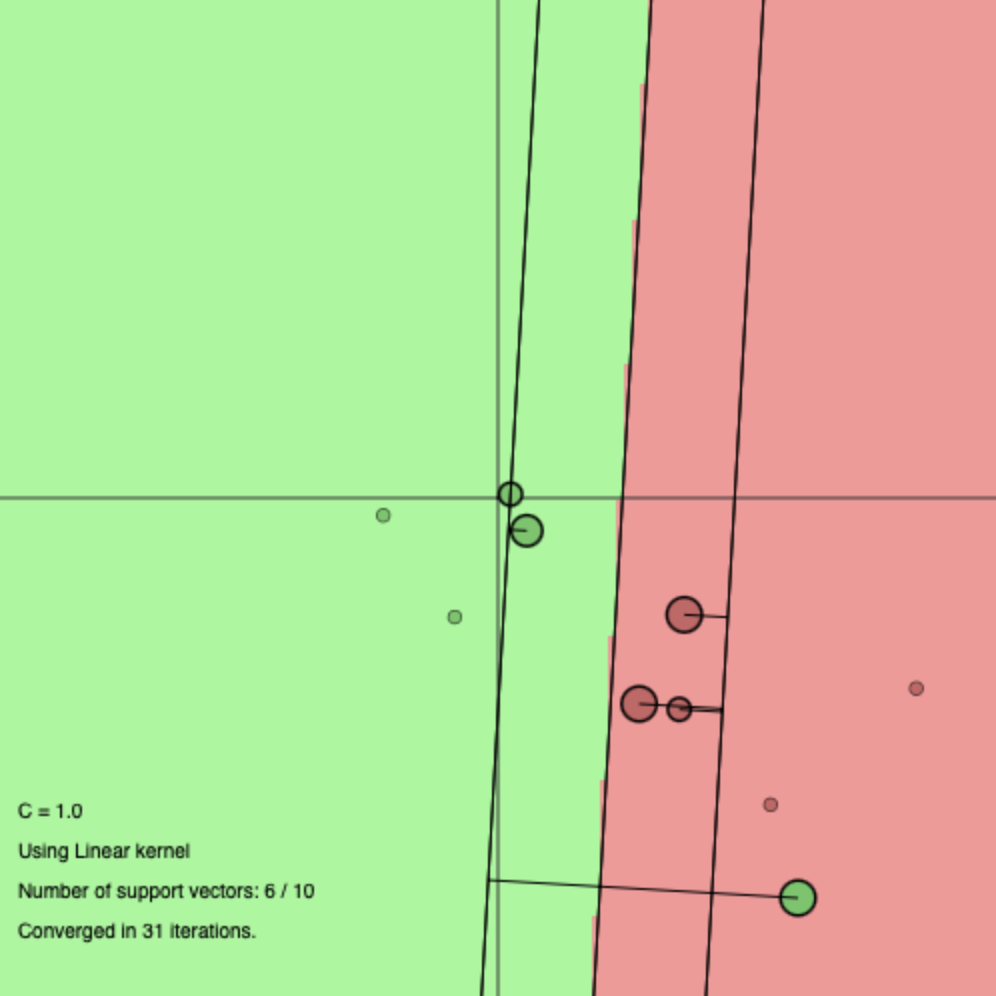 C = 1.0
Using Linear kernel
Number of support vectors: 6 / 10
Converged in 31 iterations.